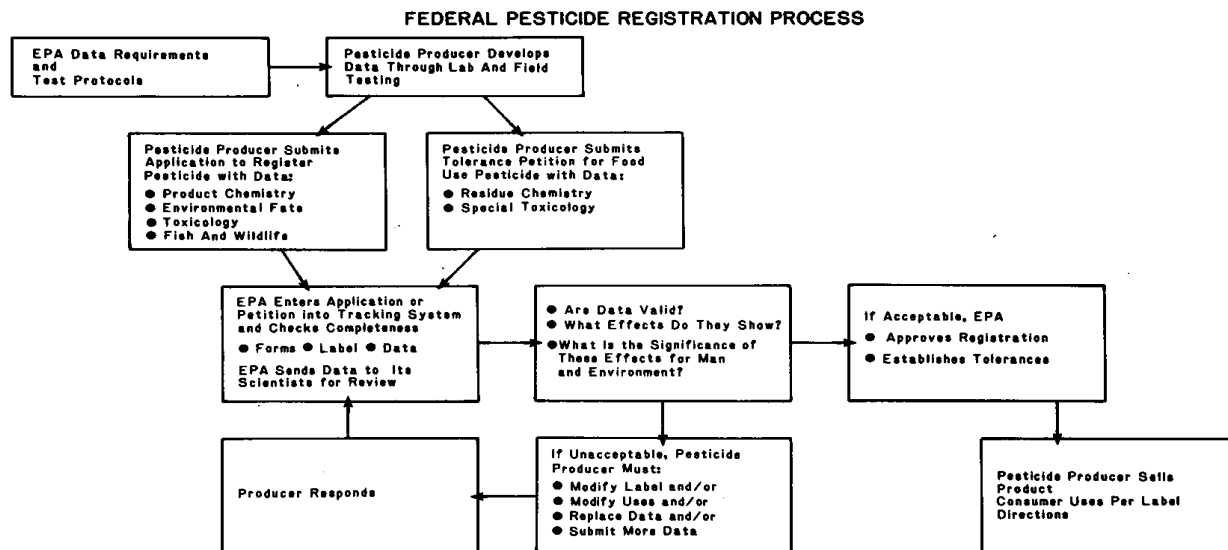 FEDERAL PESTICIDE REGISTRATION PROCESS
EPA Data Requirements
and
Test Protocols
Pesticide Producer Develops
Data Through Lab And Field
Testing
Pesticide Producer Submits
Application to Register
Pesticide with Data:
● Product Chemistry
● Environmental Fate
● Toxicology
● Fish And Wildlife
Pesticide Producer Submits
Tolerance Petition for Food
Use Pesticide with Data:
● Residue Chemistry
● Special Toxicology
EPA Enters Application or
Petition into Tracking System
and Checks Completeness
● Forms ● Label ● Data
EPA Sends Data to Its
Scientists for Review
● Are Data Valid?
● What Effects Do They Show?
● What Is the Significance of
These Effects for Man
and Environment?
If Acceptable, EPA
● Approves Registration
● Establishes Tolerances
Producer Responds
If Unacceptable, Pesticide
Producer Must:
● Modify Label and/or
● Modify Uses and/or
● Replace Data and/or
● Submit More Data
Pesticide Producer Sells
Product
Consumer Uses Per Label
Directions